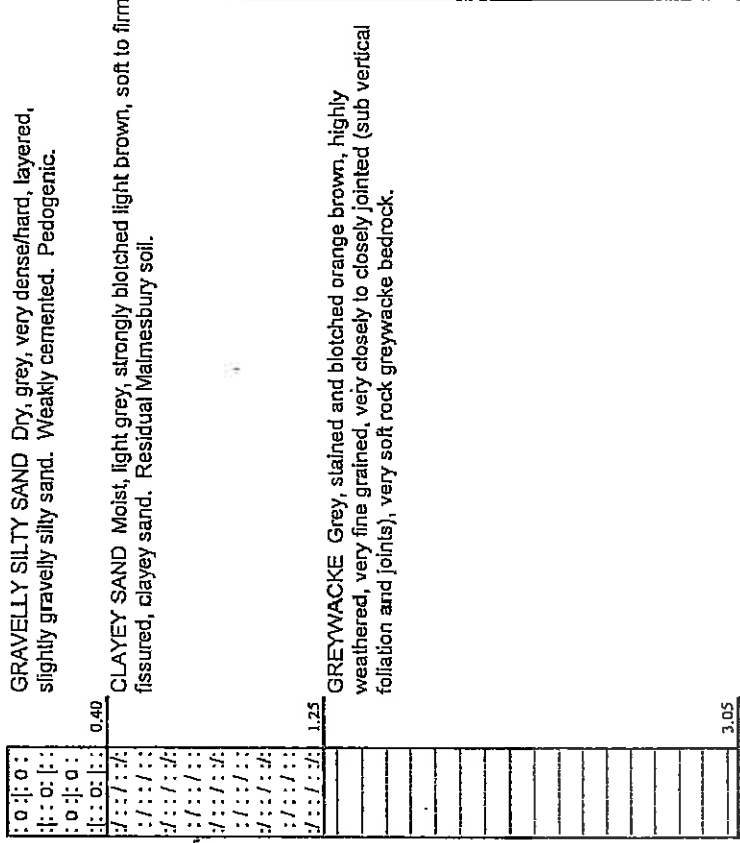 GRAVELLY SILTY SAND Dry, grey, very dense/hard, layered,
slightly gravelly silty sand. Weakly cemented. Pedogenic.
0.40
CLAYEY SAND Moist, light grey, strongly blotched light brown, soft to firm
fissured, clayey sand. Residual Malmesbury soil.
1.25
GREYWACKE Grey, stained and blotched orange brown, highly
weathered, very fine grained, very closely to closely jointed (sub vertical
foliation and joints), very soft rock greywacke bedrock.
3.05